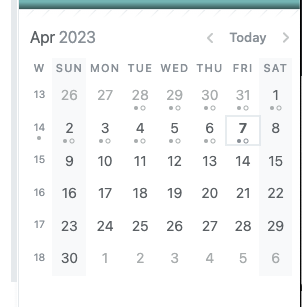 Apr 2023 Today
W SUN MON TUE WED THU FRI SAT
13 26 27 28 29 30 31 1
14 2 3 4 5 6 7 8
15 9 10 11 12 13 14 15
16 16 17 18 19 20 21 22
17 23 24 25 26 27 28 29
18 30 1 2 3 4 5 6